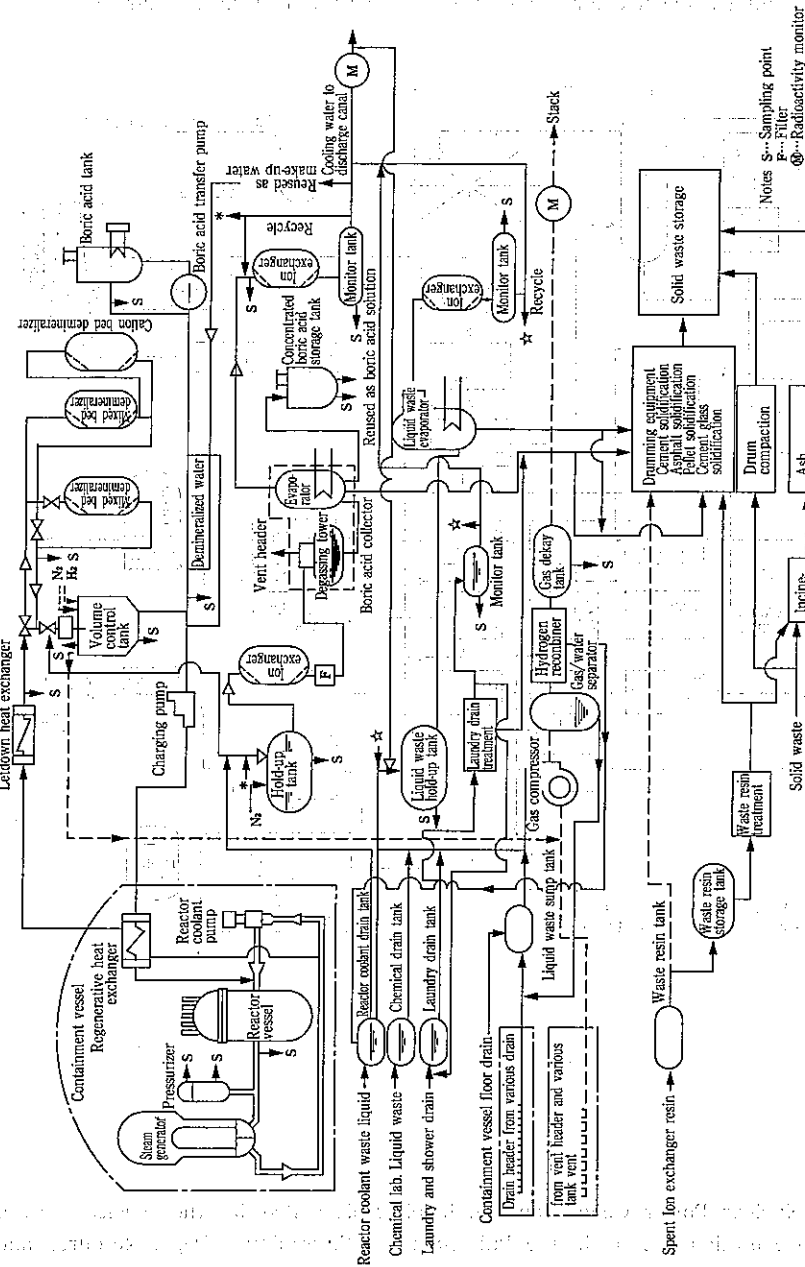 Letdown heat exchanger
Containment vessel
Regenerative heat
exchanger
Reactor
coolant
pump
Reactor
vessel
Pressurizer
S
S
S
Steam
generator
Charging pump
S
N₂
H₂ S
Volume
control
tank
S
S
Mixed bed
demineralizer
Mixed bed
demineralizer
Cation bed demineralizer
Boric acid tank
S
Boric acid transfer pump
Demineralized water
S
Hold-up
tank
*
N₂
S
Ion
exchanger
F
Vent header
Degassing tower
Evapo-
rator
Boric acid collector
Concentrated
boric acid
storage tank
S
Reused as boric acid solution
Ion
exchanger
S
Recycle
*
Reused as
make-up water
Monitor tank
S
Cooling water to
discharge canal
M
Reactor coolant waste liquid
Reactor coolant drain tank
Chemical lab. Liquid waste
Chemical drain tank
Laundry and shower drain
Laundry drain tank
☆
Liquid waste
hold-up tank
S
Laundry drain
treatment
Monitor tank
S
☆
Liquid waste
evaporator
Ion
exchanger
Monitor tank
S
Recycle
☆
Containment vessel floor drain
Drain header from various drain
from vent header and various
tank vent
Liquid waste sump tank
Gas compressor
Gas/water
separator
Hydrogen
recombiner
Gas dekay
tank
S
M
Stack
Spent Ion exchanger resin
Waste resin tank
Waste resin
storage tank
Waste resin
treatment
Solid waste
Incine-
Ash
Drumming equipment
Cement solidification
Asphalt solidification
Pellet solidification
Cement glass
solidification
Drum
compaction
Solid waste storage
Notes S…Sampling point
F…Filter
Ⓜ…Radioactivity monitor